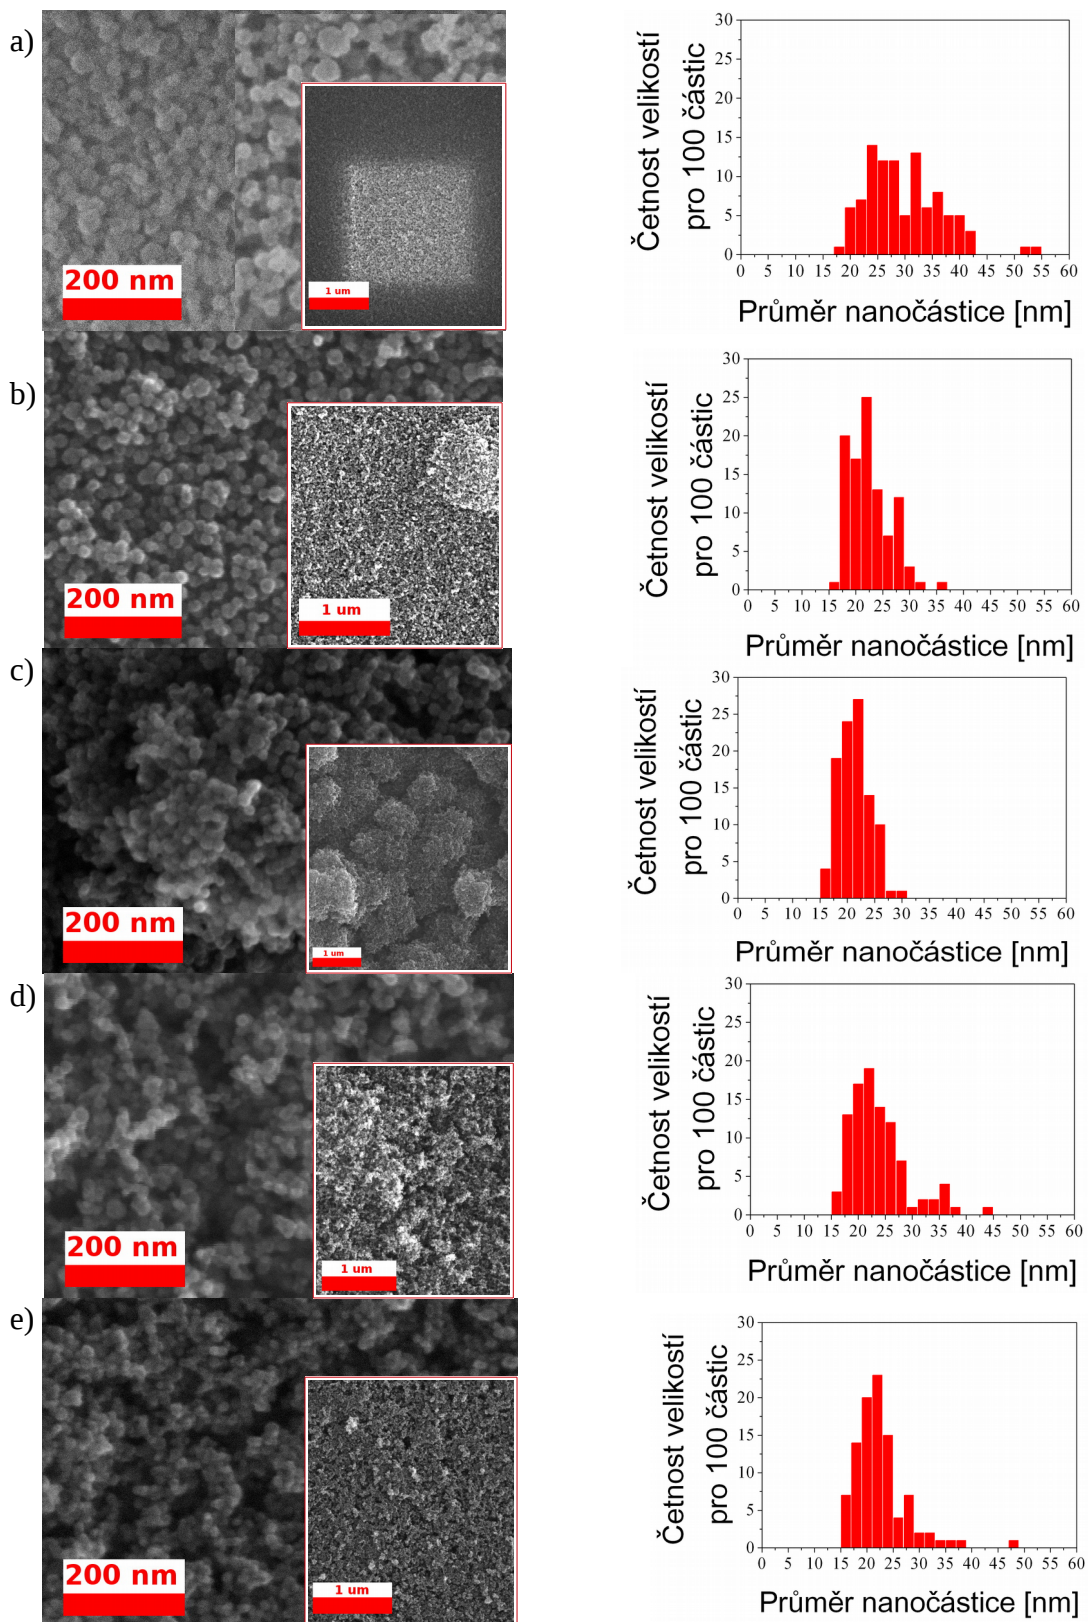 a)
200 nm
1 um
Četnost velikostí
pro 100 částic
30
25
20
15
10
5
0
0 5 10 15 20 25 30 35 40 45 50 55 60
Průměr nanočástice [nm]
b)
200 nm
1 um
Četnost velikostí
pro 100 částic
30
25
20
15
10
5
0
0 5 10 15 20 25 30 35 40 45 50 55 60
Průměr nanočástice [nm]
c)
200 nm
1 um
Četnost velikostí
pro 100 částic
30
25
20
15
10
5
0
0 5 10 15 20 25 30 35 40 45 50 55 60
Průměr nanočástice [nm]
d)
200 nm
1 um
Četnost velikostí
pro 100 částic
30
25
20
15
10
5
0
0 5 10 15 20 25 30 35 40 45 50 55 60
Průměr nanočástice [nm]
e)
200 nm
1 um
Četnost velikostí
pro 100 částic
30
25
20
15
10
5
0
0 5 10 15 20 25 30 35 40 45 50 55 60
Průměr nanočástice [nm]